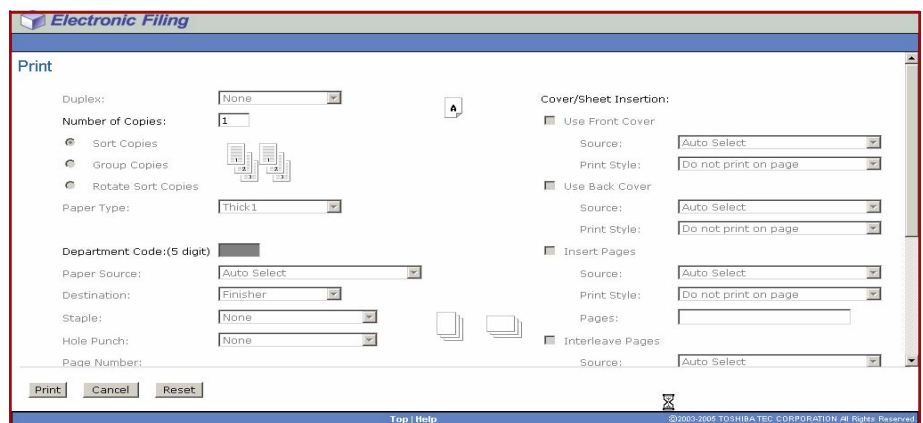 Electronic Filing
Print
Duplex: None
Number of Copies: 1
Sort Copies
Group Copies
Rotate Sort Copies
Paper Type: Thick1
Department Code:(5 digit)
Paper Source: Auto Select
Destination: Finisher
Staple: None
Hole Punch: None
Page Number:
A
Cover/Sheet Insertion:
Use Front Cover
Source: Auto Select
Print Style: Do not print on page
Use Back Cover
Source: Auto Select
Print Style: Do not print on page
Insert Pages
Source: Auto Select
Print Style: Do not print on page
Pages:
Interleave Pages
Source: Auto Select
Print Cancel Reset
Top | Help
©2003-2005 TOSHIBA TEC CORPORATION All Rights Reserved